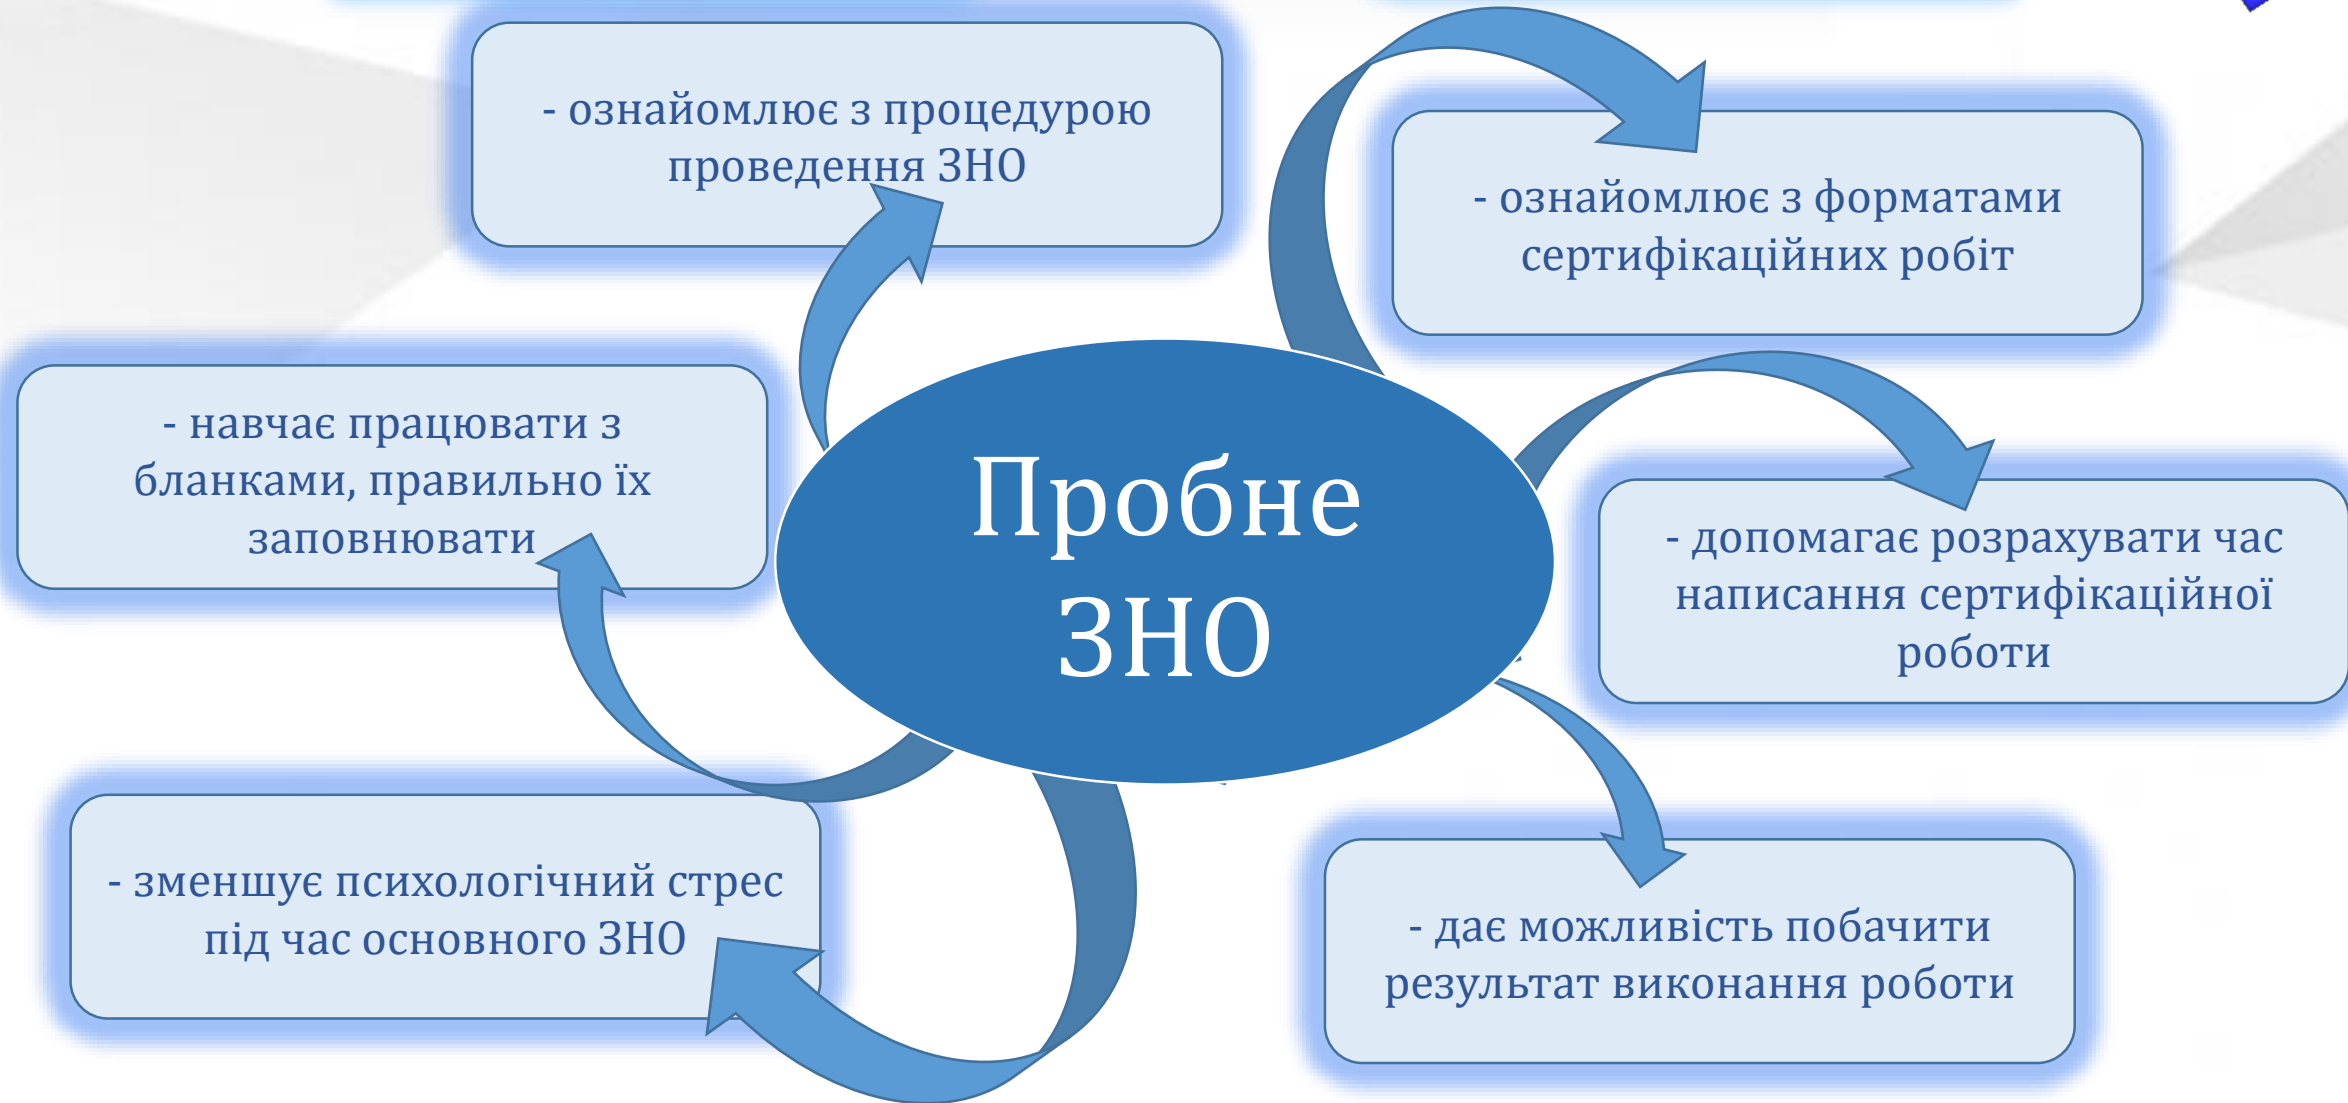 - ознайомлює з процедурою
проведення ЗНО
- ознайомлює з форматами
сертифікаційних робіт
- навчає працювати з
бланками, правильно їх
заповнювати
Пробне
ЗНО
- допомагає розрахувати час
написання сертифікаційної
роботи
- зменшує психологічний стрес
під час основного ЗНО
- дає можливість побачити
результат виконання роботи